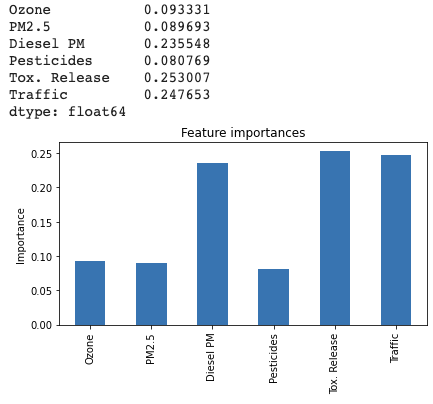 Ozone 0.093331
PM2.5 0.089693
Diesel PM 0.235548
Pesticides 0.080769
Tox. Release 0.253007
Traffic 0.247653
dtype: float64
Feature importances
0.25
0.20
0.15
0.10
0.05
0.00
Importance
Ozone
PM2.5
Diesel PM
Pesticides
Tox. Release
Traffic